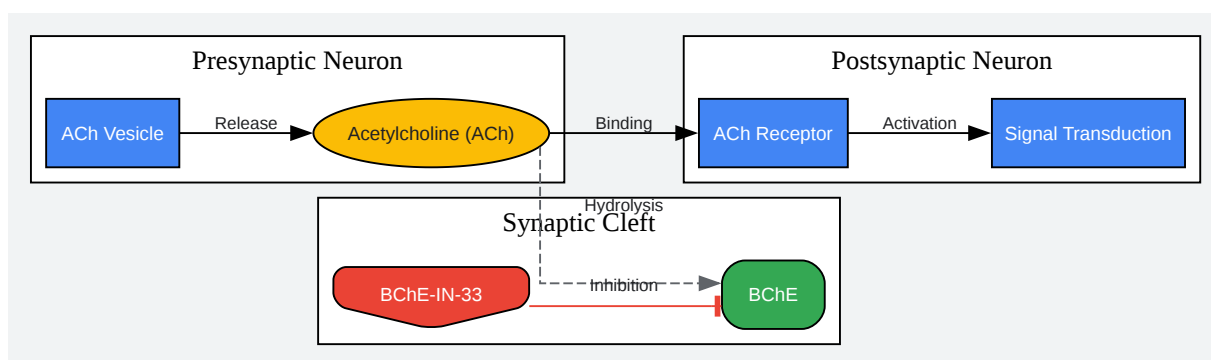 Presynaptic Neuron
Postsynaptic Neuron
ACh Vesicle
Release
Acetylcholine (ACh)
Binding
ACh Receptor
Activation
Signal Transduction
Hydrolysis
Synaptic Cleft
BChE-IN-33
Inhibition
BChE